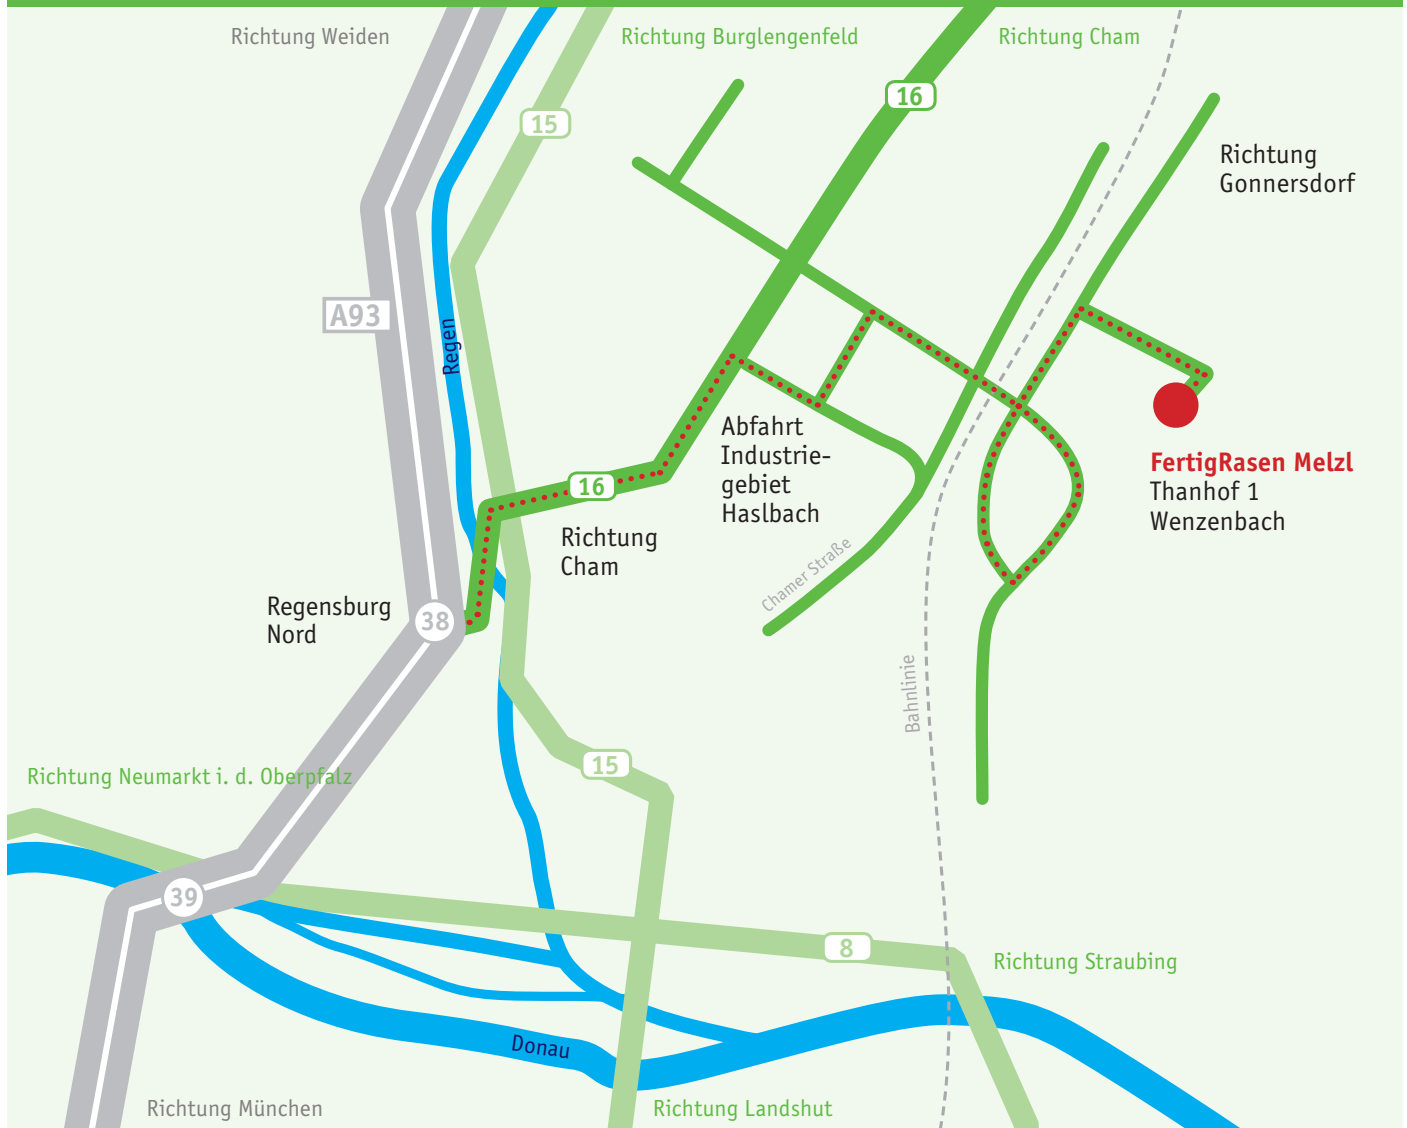 Richtung Weiden
Richtung Burglengenfeld
Richtung Cham
16
15
Richtung
Gonnersdorf
A93
Regen
Abfahrt
Industrie-
gebiet
Haslbach
FertigRasen Melzl
Thanhof 1
Wenzenbach
16
Richtung
Cham
Chamer Straße
Regensburg
Nord
38
Bahnlinie
15
Richtung Neumarkt i. d. Oberpfalz
39
8
Richtung Straubing
Donau
Richtung München
Richtung Landshut